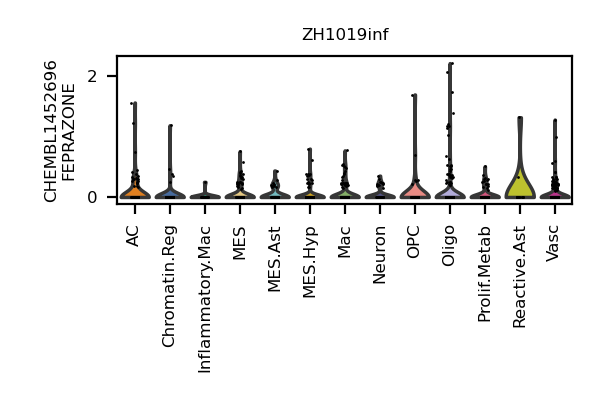 ZH1019inf
CHEMBL1452696
FEPRAZONE
2
0
AC
Chromatin.Reg
Inflammatory.Mac
MES
MES.Ast
MES.Hyp
Mac
Neuron
OPC
Oligo
Prolif.Metab
Reactive.Ast
Vasc